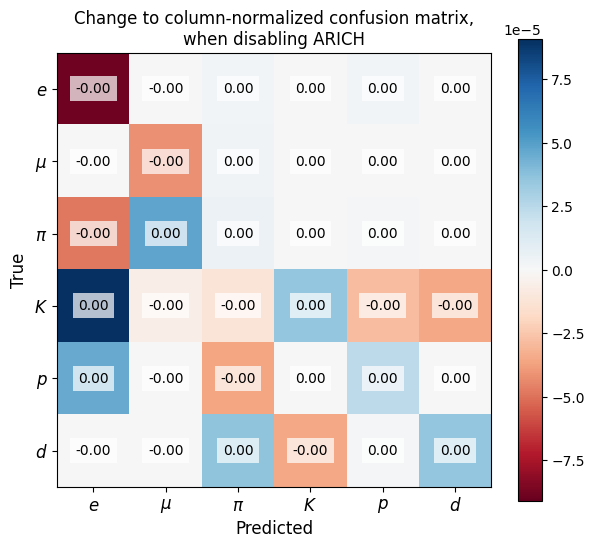 Change to column-normalized confusion matrix,
when disabling ARICH
1e−5
e -0.00 -0.00 0.00 0.00 0.00 0.00
μ -0.00 -0.00 0.00 0.00 0.00 0.00
π -0.00 0.00 0.00 0.00 0.00 0.00
K 0.00 -0.00 -0.00 0.00 -0.00 -0.00
p 0.00 -0.00 -0.00 0.00 0.00 0.00
d -0.00 -0.00 0.00 -0.00 0.00 0.00
e μ π K p d
Predicted
True
7.5
5.0
2.5
0.0
−2.5
−5.0
−7.5